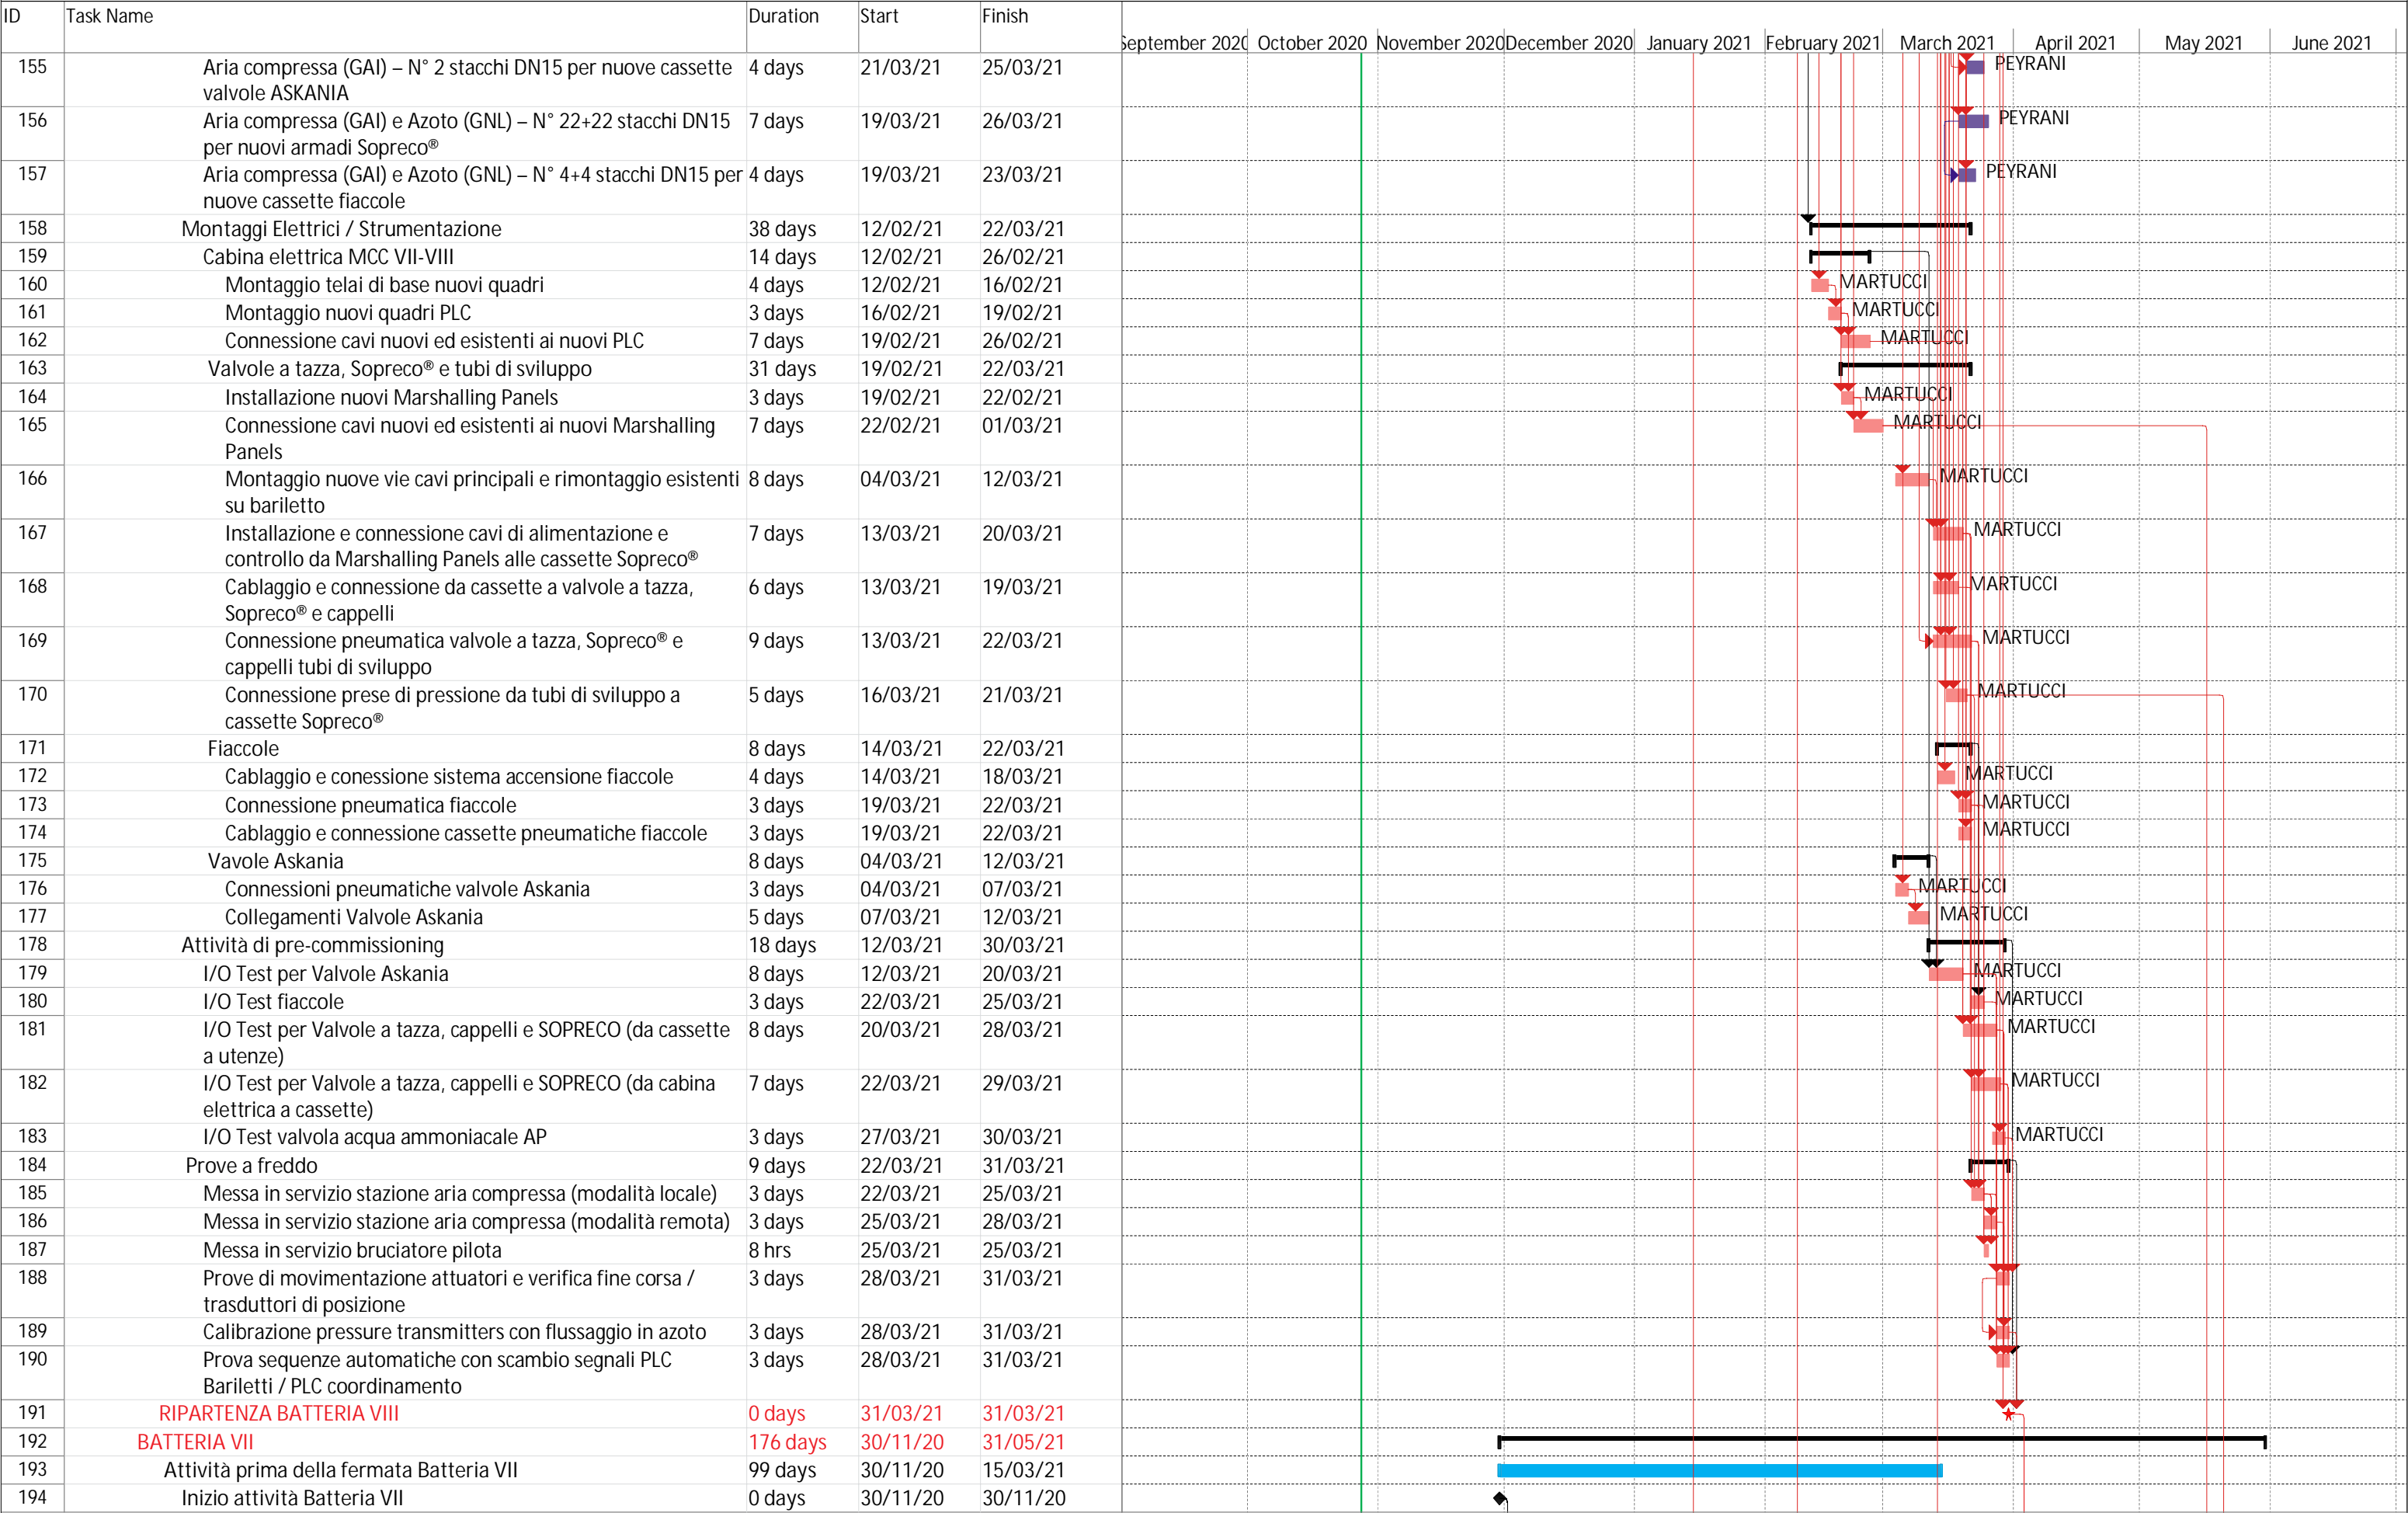 ID Task Name Duration Start Finish
September 2020 October 2020 November 2020 December 2020 January 2021 February 2021 March 2021 April 2021 May 2021 June 2021
155 Aria compressa (GAI) – N° 2 stacchi DN15 per nuove cassette 4 days 21/03/21 25/03/21 PEYRANI
valvole ASKANIA
156 Aria compressa (GAI) e Azoto (GNL) – N° 22+22 stacchi DN15 7 days 19/03/21 26/03/21 PEYRANI
per nuovi armadi Sopreco®
157 Aria compressa (GAI) e Azoto (GNL) – N° 4+4 stacchi DN15 per 4 days 19/03/21 23/03/21 PEYRANI
nuove cassette fiaccole
158 Montaggi Elettrici / Strumentazione 38 days 12/02/21 22/03/21
159 Cabina elettrica MCC VII-VIII 14 days 12/02/21 26/02/21
160 Montaggio telai di base nuovi quadri 4 days 12/02/21 16/02/21 MARTUCCI
161 Montaggio nuovi quadri PLC 3 days 16/02/21 19/02/21 MARTUCCI
162 Connessione cavi nuovi ed esistenti ai nuovi PLC 7 days 19/02/21 26/02/21 MARTUCCI
163 Valvole a tazza, Sopreco® e tubi di sviluppo 31 days 19/02/21 22/03/21
164 Installazione nuovi Marshalling Panels 3 days 19/02/21 22/02/21 MARTUCCI
165 Connessione cavi nuovi ed esistenti ai nuovi Marshalling 7 days 22/02/21 01/03/21 MARTUCCI
Panels
166 Montaggio nuove vie cavi principali e rimontaggio esistenti 8 days 04/03/21 12/03/21 MARTUCCI
su bariletto
167 Installazione e connessione cavi di alimentazione e 7 days 13/03/21 20/03/21 MARTUCCI
controllo da Marshalling Panels alle cassette Sopreco®
168 Cablaggio e connessione da cassette a valvole a tazza, 6 days 13/03/21 19/03/21 MARTUCCI
Sopreco® e cappelli
169 Connessione pneumatica valvole a tazza, Sopreco® e 9 days 13/03/21 22/03/21 MARTUCCI
cappelli tubi di sviluppo
170 Connessione prese di pressione da tubi di sviluppo a 5 days 16/03/21 21/03/21 MARTUCCI
cassette Sopreco®
171 Fiaccole 8 days 14/03/21 22/03/21
172 Cablaggio e conessione sistema accensione fiaccole 4 days 14/03/21 18/03/21 MARTUCCI
173 Connessione pneumatica fiaccole 3 days 19/03/21 22/03/21 MARTUCCI
174 Cablaggio e connessione cassette pneumatiche fiaccole 3 days 19/03/21 22/03/21 MARTUCCI
175 Vavole Askania 8 days 04/03/21 12/03/21
176 Connessioni pneumatiche valvole Askania 3 days 04/03/21 07/03/21 MARTUCCI
177 Collegamenti Valvole Askania 5 days 07/03/21 12/03/21 MARTUCCI
178 Attività di pre-commissioning 18 days 12/03/21 30/03/21
179 I/O Test per Valvole Askania 8 days 12/03/21 20/03/21 MARTUCCI
180 I/O Test fiaccole 3 days 22/03/21 25/03/21 MARTUCCI
181 I/O Test per Valvole a tazza, cappelli e SOPRECO (da cassette 8 days 20/03/21 28/03/21 MARTUCCI
a utenze)
182 I/O Test per Valvole a tazza, cappelli e SOPRECO (da cabina 7 days 22/03/21 29/03/21 MARTUCCI
elettrica a cassette)
183 I/O Test valvola acqua ammoniacale AP 3 days 27/03/21 30/03/21 MARTUCCI
184 Prove a freddo 9 days 22/03/21 31/03/21
185 Messa in servizio stazione aria compressa (modalità locale) 3 days 22/03/21 25/03/21
186 Messa in servizio stazione aria compressa (modalità remota) 3 days 25/03/21 28/03/21
187 Messa in servizio bruciatore pilota 8 hrs 25/03/21 25/03/21
188 Prove di movimentazione attuatori e verifica fine corsa / 3 days 28/03/21 31/03/21
trasduttori di posizione
189 Calibrazione pressure transmitters con flussaggio in azoto 3 days 28/03/21 31/03/21
190 Prova sequenze automatiche con scambio segnali PLC 3 days 28/03/21 31/03/21
Bariletti / PLC coordinamento
191 RIPARTENZA BATTERIA VIII 0 days 31/03/21 31/03/21
192 BATTERIA VII 176 days 30/11/20 31/05/21
193 Attività prima della fermata Batteria VII 99 days 30/11/20 15/03/21
194 Inizio attività Batteria VII 0 days 30/11/20 30/11/20